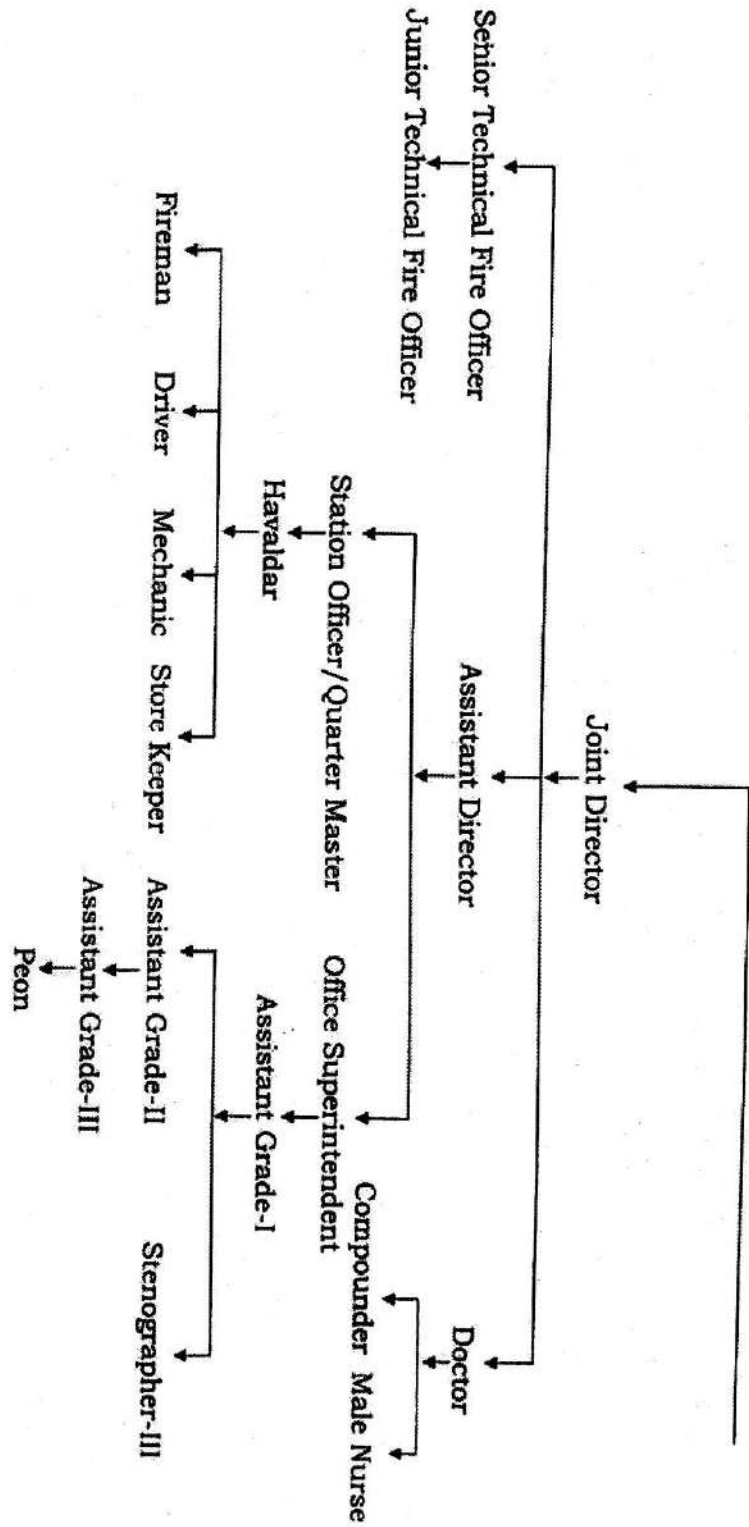 Joint Director
Senior Technical Fire Officer
Assistant Director
Doctor
Junior Technical Fire Officer
Station Officer/Quarter Master
Office Superintendent
Compounder Male Nurse
Havaldar
Assistant Grade-I
Fireman
Driver
Mechanic
Store Keeper
Assistant Grade-II
Stenographer-III
Assistant Grade-III
Peon